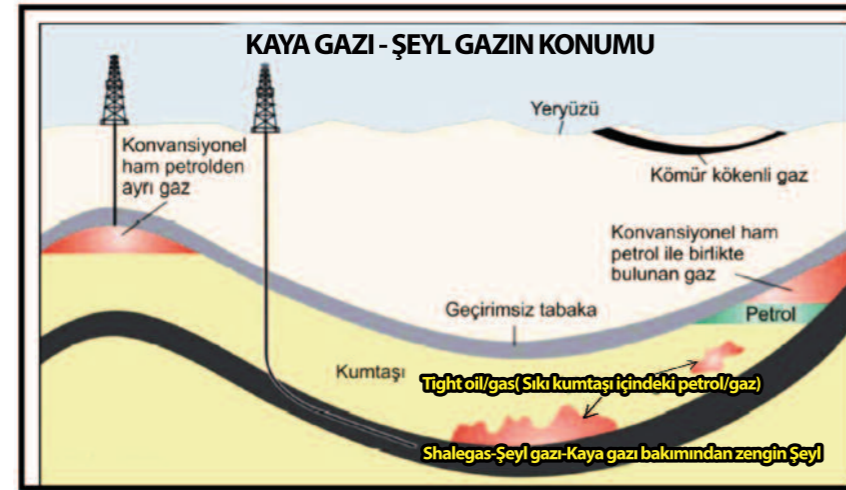 KAYA GAZI - ŞEYL GAZIN KONUMU
Yeryüzü
Konvansiyonel
ham petrolden
ayrı gaz
Kömür kökenli gaz
Konvansiyonel ham
petrol ile birlikte
bulunan gaz
Geçirimsiz tabaka
Petrol
Kumtaşı
Tight oil/gas( Sıkı kumtaşı içindeki petrol/gaz)
Shalegas-Şeyl gazı-Kaya gazı bakımından zengin Şeyl